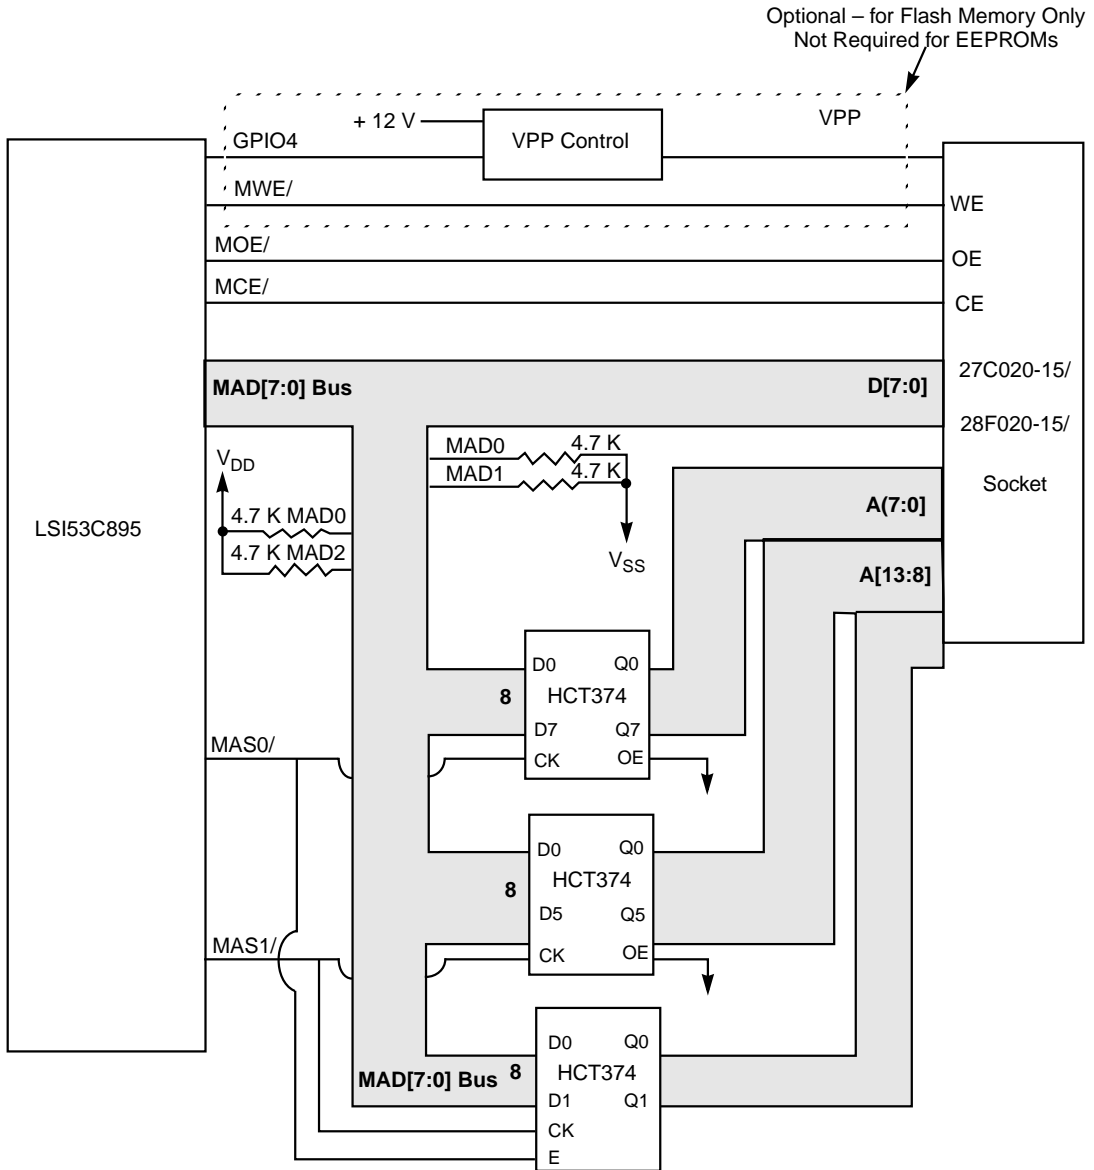 Optional – for Flash Memory Only
Not Required for EEPROMs
+ 12 V
VPP Control
VPP
GPIO4
MWE/
WE
MOE/
OE
MCE/
CE
MAD[7:0] Bus
D[7:0]
27C020-15/
28F020-15/
Socket
MAD0
4.7 K
MAD1
4.7 K
VDD
VSS
4.7 K MAD0
4.7 K MAD2
LSI53C895
A(7:0]
A[13:8]
D0
Q0
8
HCT374
D7
Q7
CK
OE
MAS0/
D0
Q0
8
HCT374
D5
Q5
CK
OE
MAS1/
D0
Q0
MAD[7:0] Bus
8
HCT374
D1
Q1
CK
E